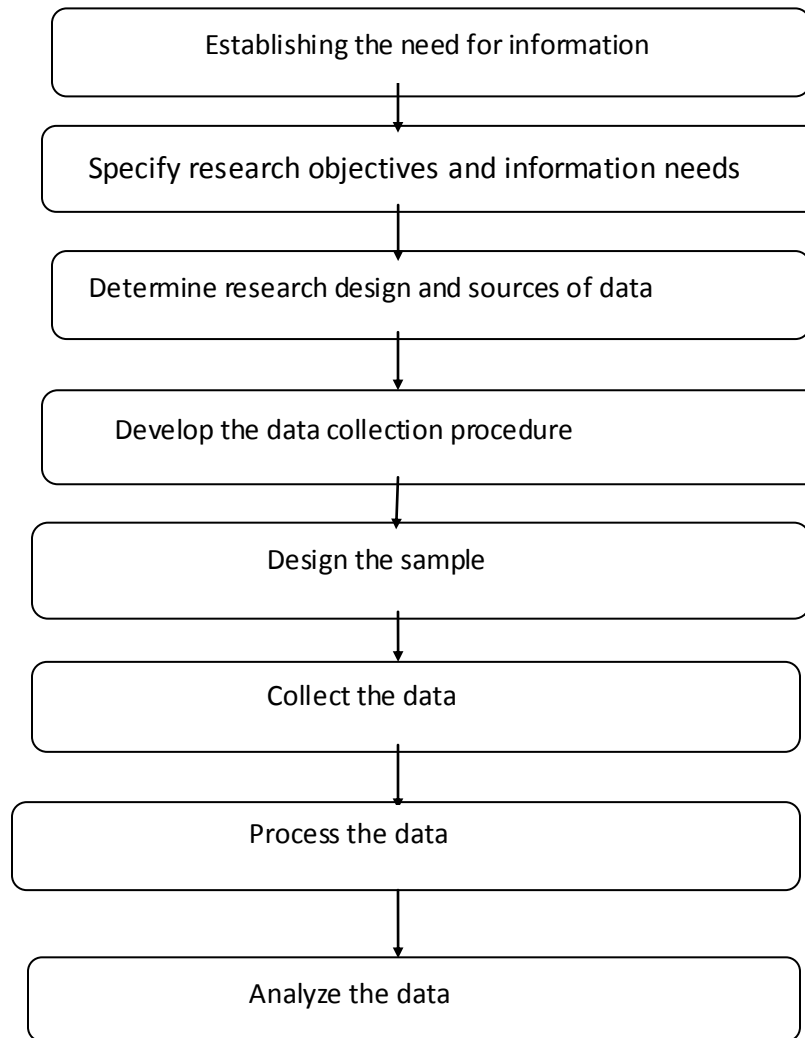 Establishing the need for information
Specify research objectives and information needs
Determine research design and sources of data
Develop the data collection procedure
Design the sample
Collect the data
Process the data
Analyze the data